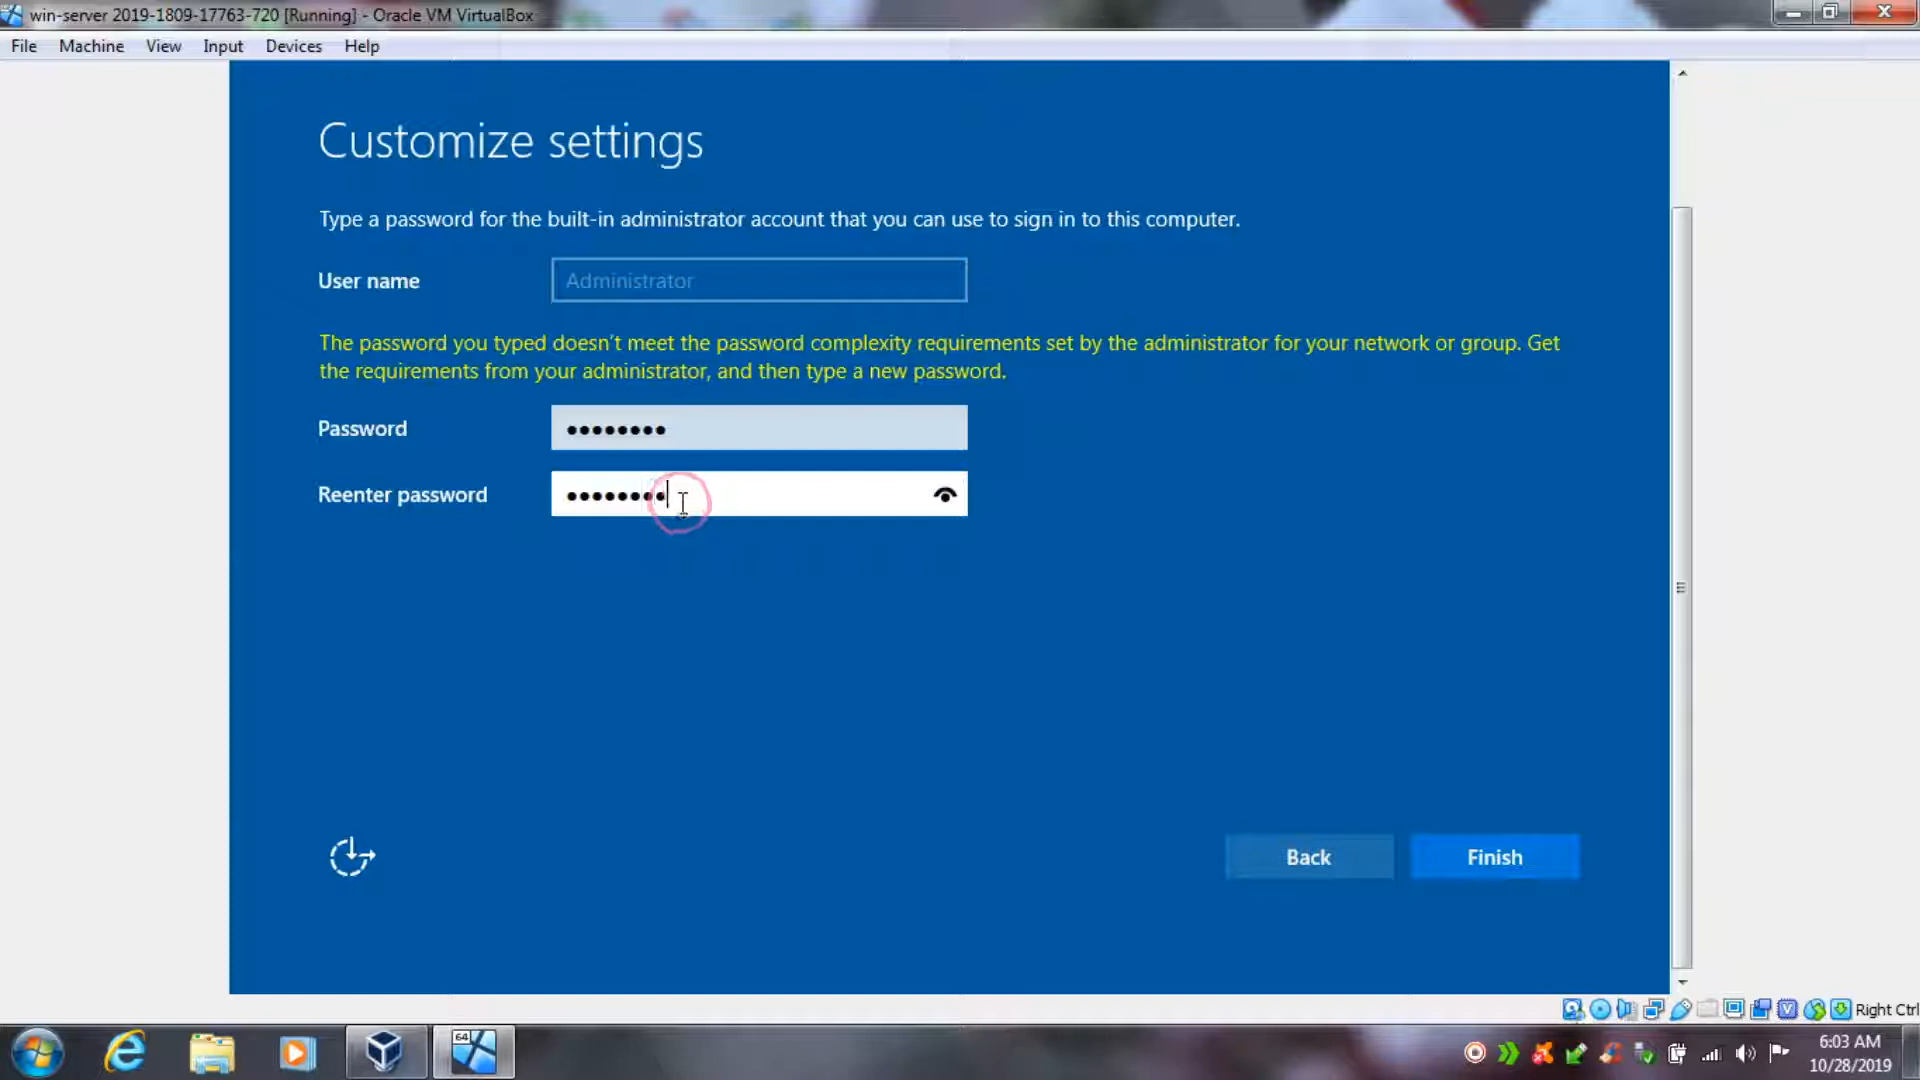 win-server 2019-1809-17763-720 [Running] - Oracle VM VirtualBox
File Machine View Input Devices Help
Customize settings
Type a password for the built-in administrator account that you can use to sign in to this computer.
User name
Administrator
The password you typed doesn't meet the password complexity requirements set by the administrator for your network or group. Get
the requirements from your administrator, and then type a new password.
Password
Reenter password
Back
Finish
Right Ctrl
64
6:03 AM
10/28/2019